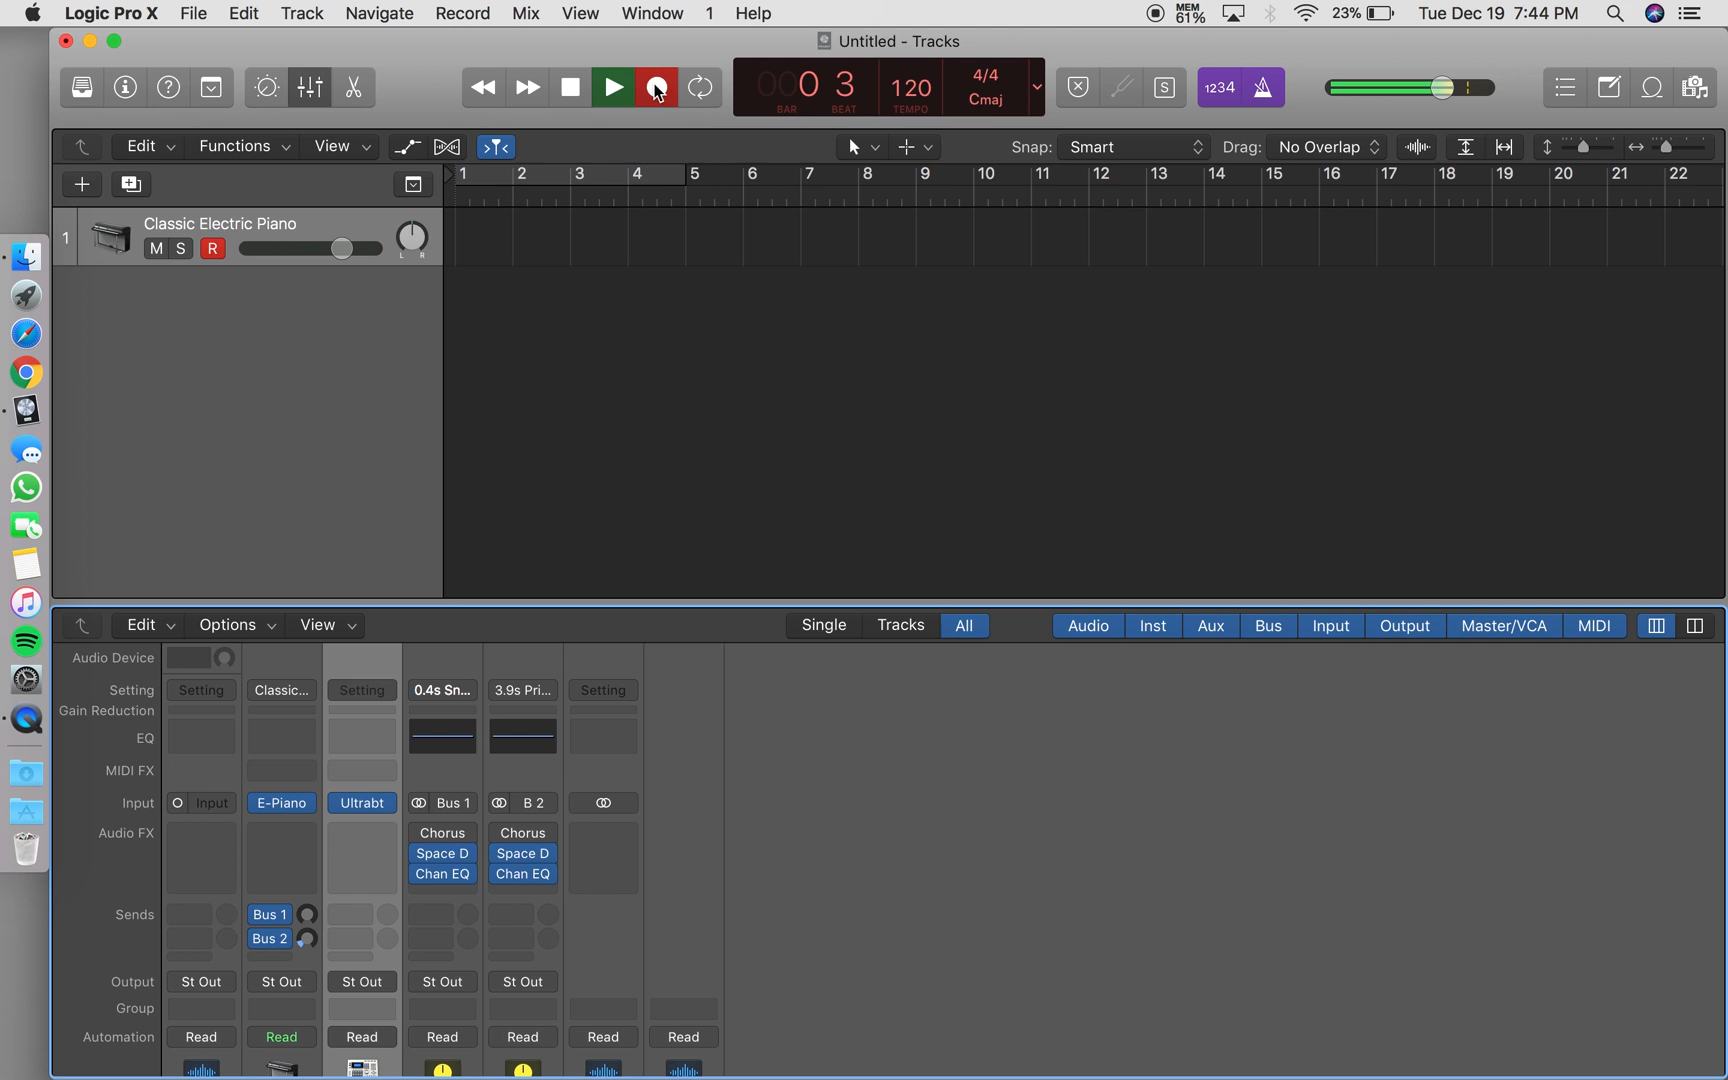 Logic Pro X File Edit Track Navigate Record Mix View Window 1 Help MEM 61% 23% Tue Dec 19 7:44 PM
Untitled - Tracks
000 3 120 4/4 Cmaj 1234
BAR BEAT TEMPO
S
Edit Functions View Snap: Smart Drag: No Overlap
1 2 3 4 5 6 7 8 9 10 11 12 13 14 15 16 17 18 19 20 21 22
1 Classic Electric Piano
M S R L R
Edit Options View Single Tracks All Audio Inst Aux Bus Input Output Master/VCA MIDI
Audio Device
Setting Setting Classic... Setting 0.4s Sn... 3.9s Pri... Setting
Gain Reduction
EQ
MIDI FX
Input Input E-Piano Ultrabt Bus 1 B 2
Audio FX Chorus Chorus
Space D Space D
Chan EQ Chan EQ
Sends Bus 1
Bus 2
Output St Out St Out St Out St Out St Out
Group
Automation Read Read Read Read Read Read Read